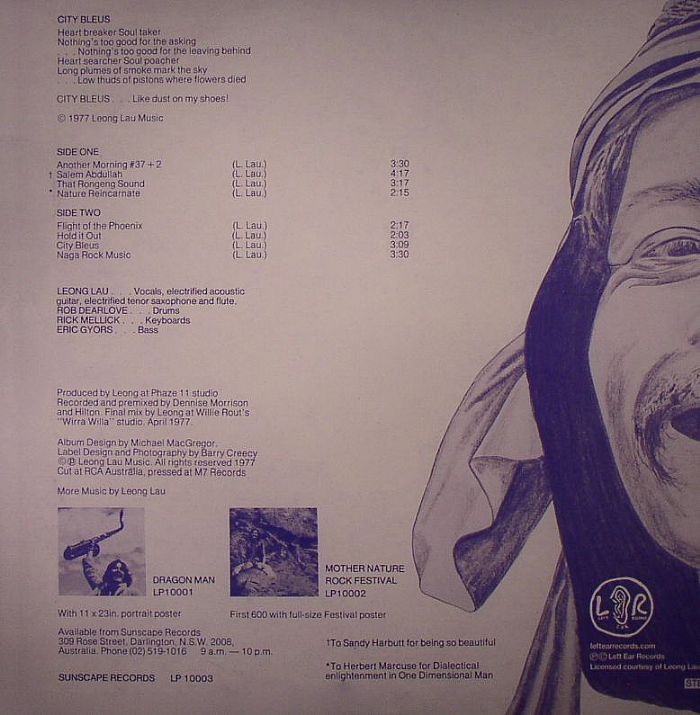 CITY BLEUS
Heart breaker Soul taker
Nothing's too good for the asking
. . . Nothing's too good for the leaving behind
Heart searcher Soul poacher
Long plumes of smoke mark the sky
. . . Low thuds of pistons where flowers died
CITY BLEUS . . . Like dust on my shoes!
© 1977 Leong Lau Music
SIDE ONE
Another Morning #37 + 2 (L. Lau.) 3:30
† Salem Abdullah (L. Lau.) 4:17
That Rongeng Sound (L. Lau.) 3:17
* Nature Reincarnate (L. Lau.) 2:15
SIDE TWO
Flight of the Phoenix (L. Lau.) 2:17
Hold it Out (L. Lau.) 2:03
City Bleus (L. Lau.) 3:09
Naga Rock Music (L. Lau.) 3:30
LEONG LAU . . . Vocals, electrified acoustic
guitar, electrified tenor saxophone and flute.
ROB DEARLOVE . . . Drums
RICK MELLICK . . . Keyboards
ERIC GYORS . . . Bass
Produced by Leong at Phaze 11 studio
Recorded and premixed by Dennise Morrison
and Hilton. Final mix by Leong at Willie Rout's
"Wirra Willa" studio. April 1977.
Album Design by Michael MacGregor.
Label Design and Photography by Barry Creecy
©℗ Leong Lau Music. All rights reserved 1977
Cut at RCA Australia, pressed at M7 Records
More Music by Leong Lau
DRAGON MAN
LP10001
MOTHER NATURE
ROCK FESTIVAL
LP10002
With 11 x 23in. portrait poster
First 600 with full-size Festival poster
Available from Sunscape Records
309 Rose Street, Darlington, N.S.W. 2008,
Australia. Phone (02) 519-1016 9 a.m. — 10 p.m.
SUNSCAPE RECORDS LP 10003
†To Sandy Harbutt for being so beautiful
*To Herbert Marcuse for Dialectical
enlightenment in One Dimensional Man
L R
LEFT EAR
leftearrecords.com
℗© Left Ear Records
Licensed courtesy of Leong Lau
STE